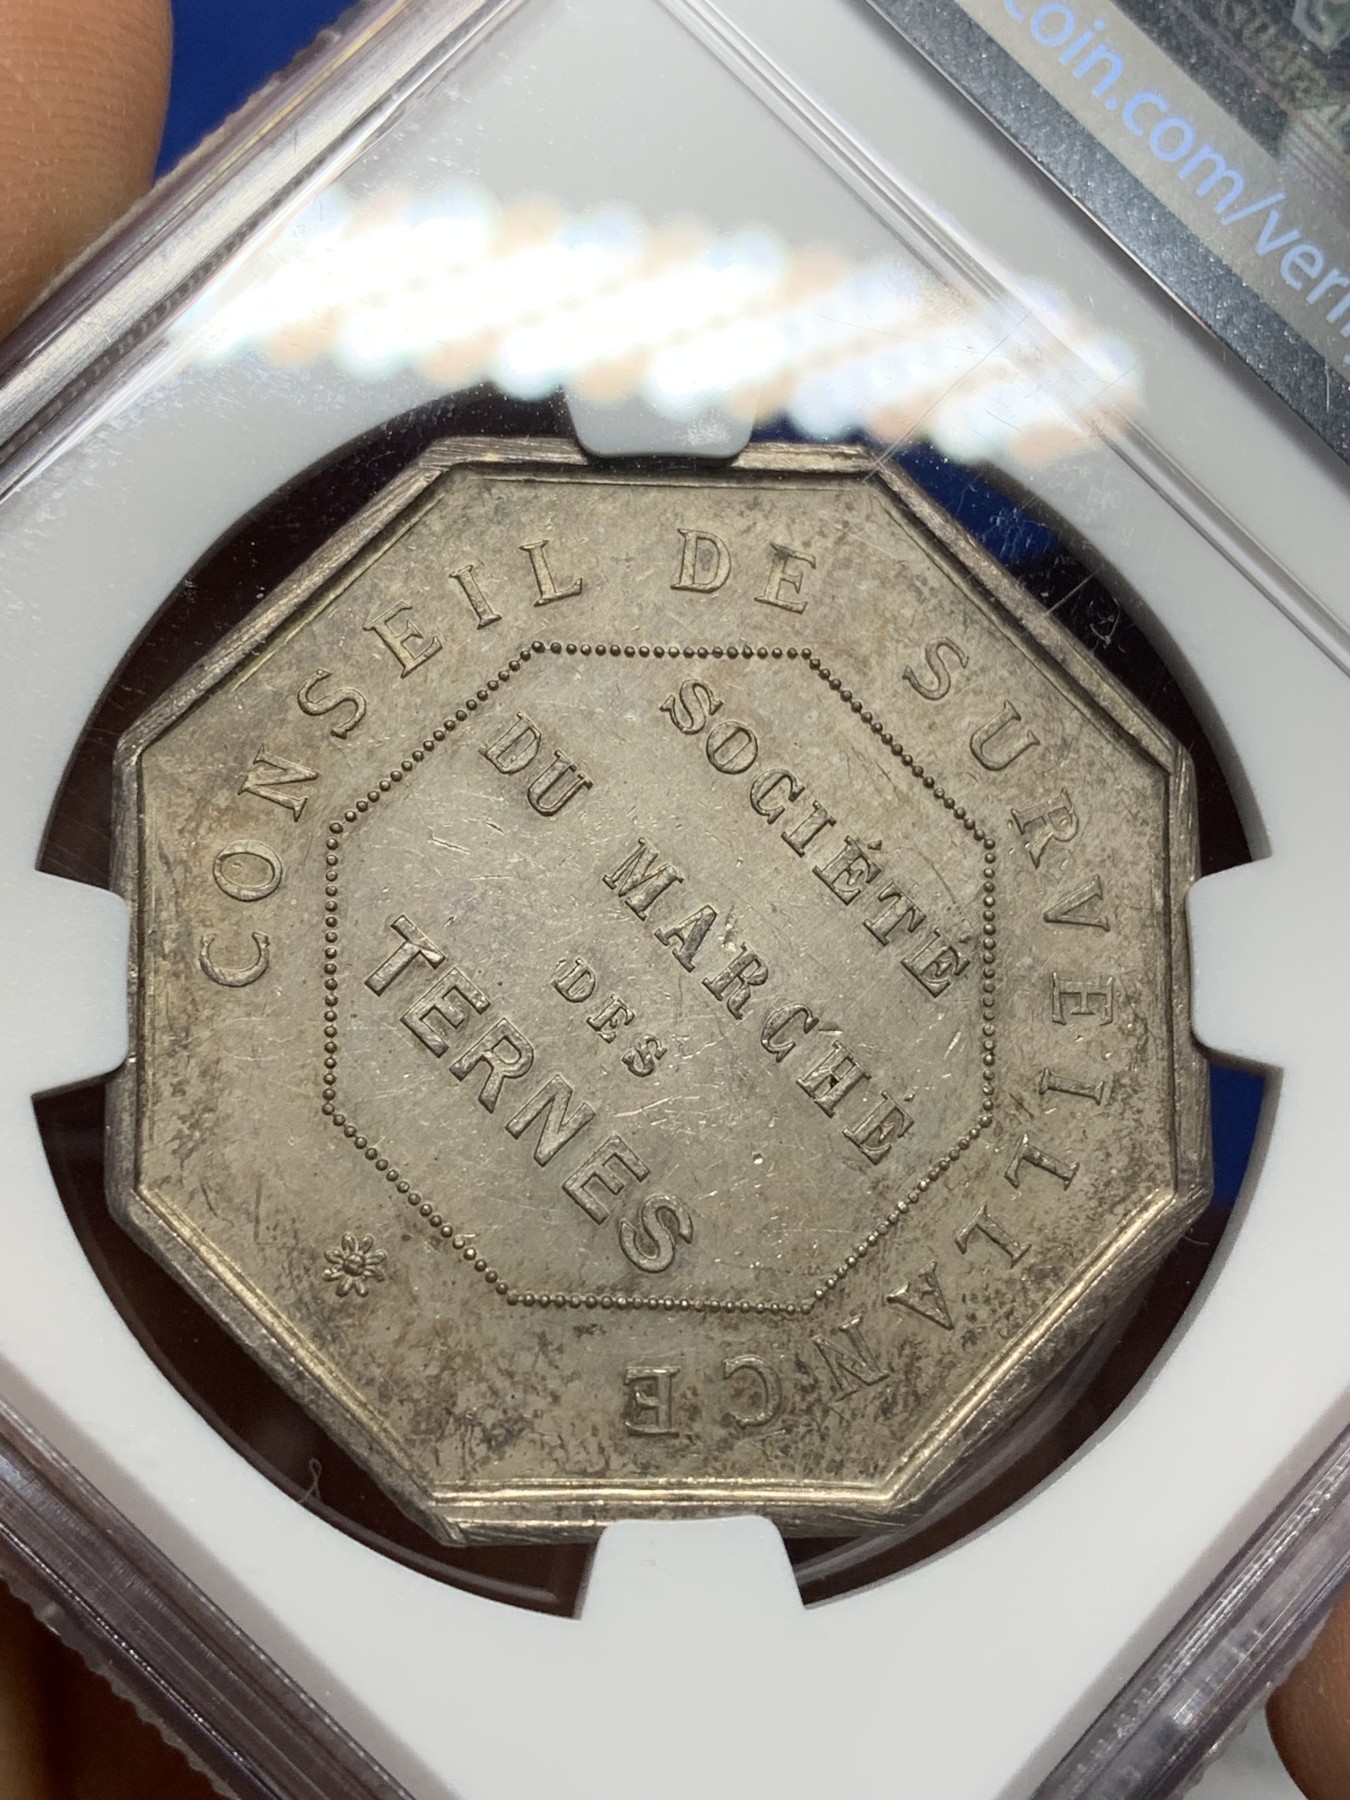 CONSEIL DE SURVEILLANCE
SOCIÉTÉ
DU MARCHÉ
DES
TERNES
coin.com/veri